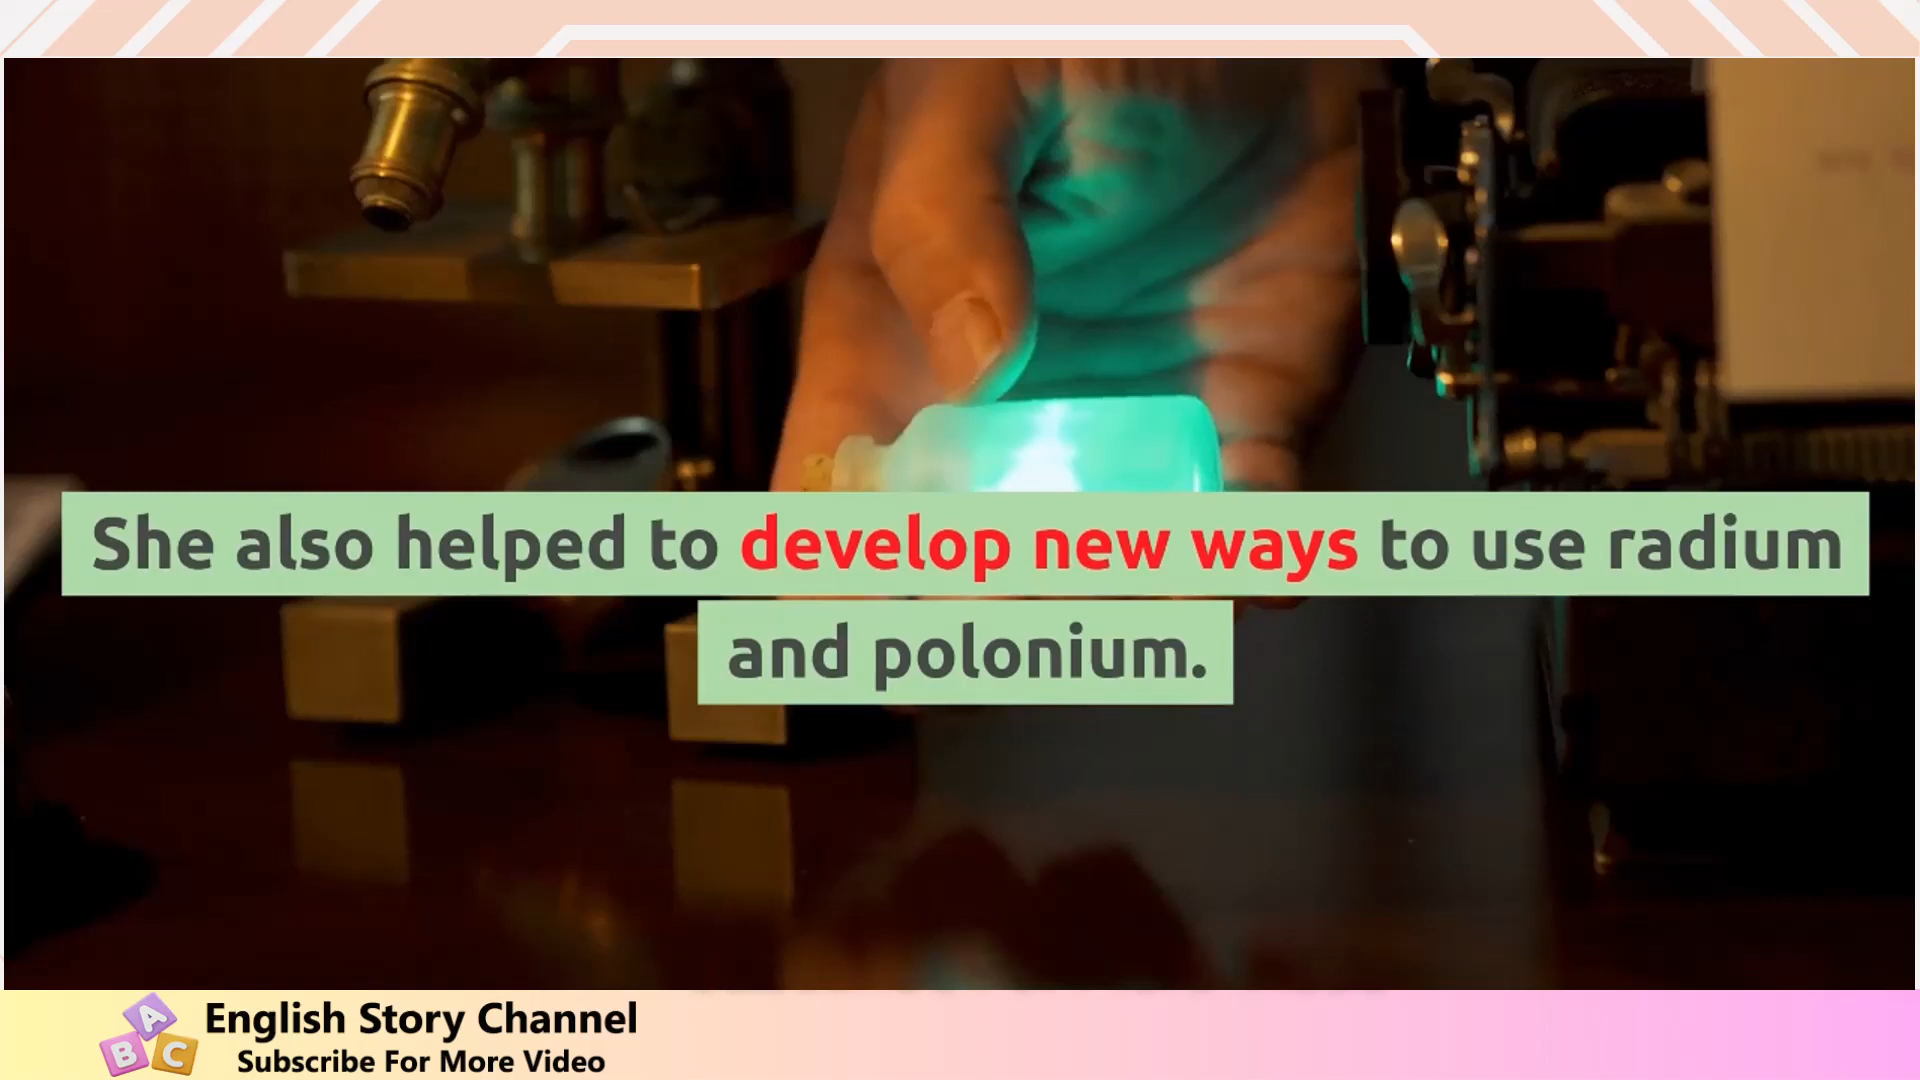 She also helped to develop new ways to use radium
and polonium.
A
B C
English Story Channel
Subscribe For More Video